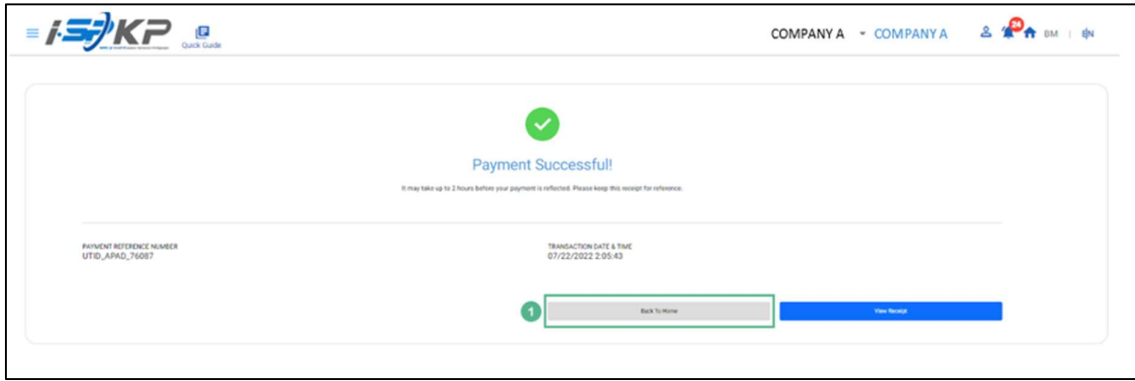 i-SPKP
Quick Guide
COMPANY A
COMPANY A
24
BM | EN
Payment Successful!
It may take up to 2 hours before your payment is reflected. Please keep this receipt for reference.
PAYMENT REFERENCE NUMBER
UTID_APAD_76087
TRANSACTION DATE & TIME
07/22/2022 2:05:43
1
Back To Home
View Receipt